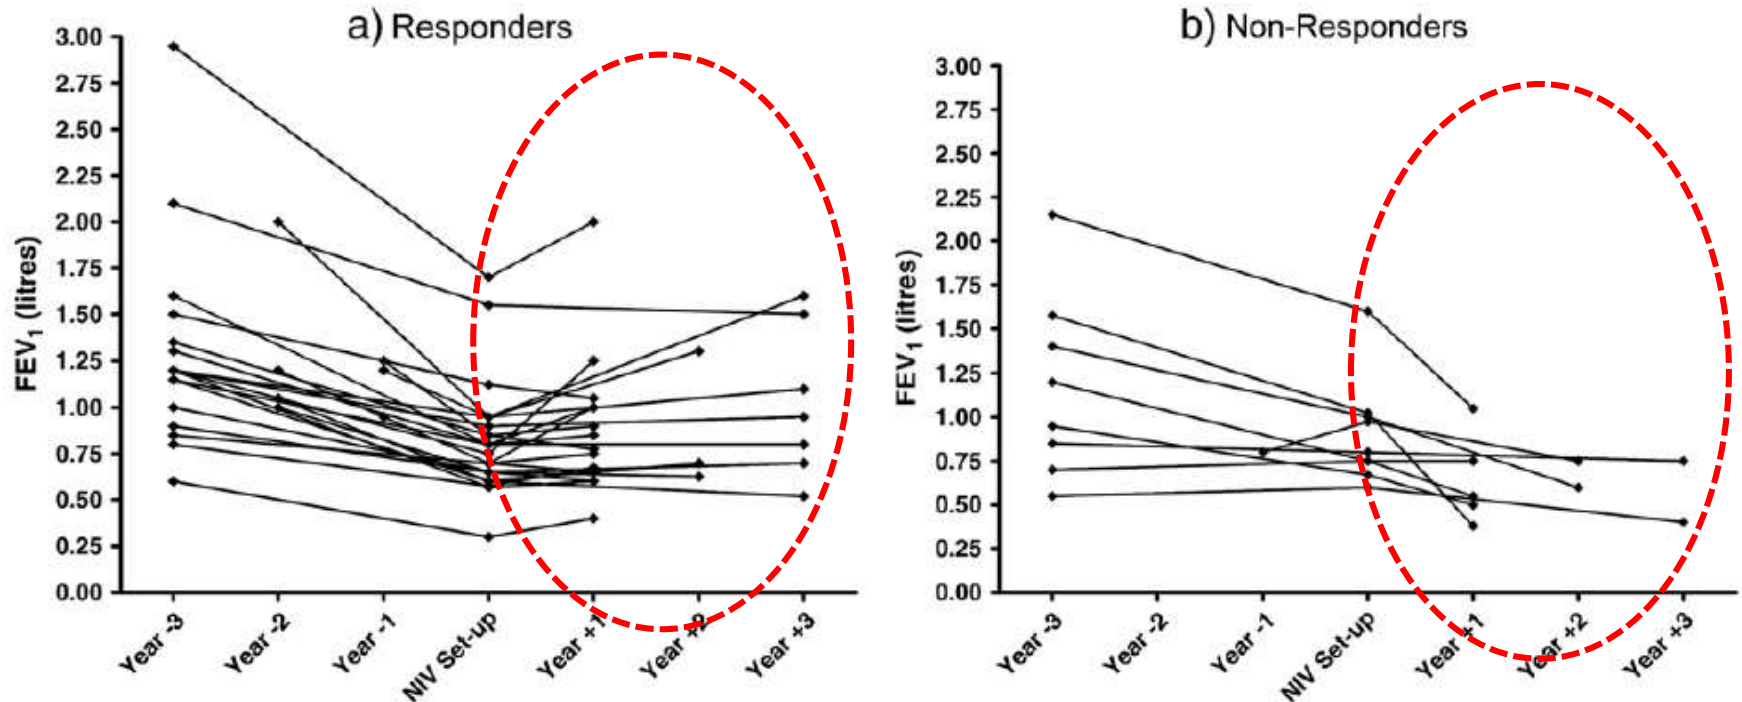 a) Responders
3.00
2.75
2.50
2.25
2.00
1.75
1.50
1.25
1.00
0.75
0.50
0.25
0.00
FEV₁ (litres)
Year -3
Year -2
Year -1
NIV Set-up
Year +1
Year +2
Year +3
b) Non-Responders
3.00
2.75
2.50
2.25
2.00
1.75
1.50
1.25
1.00
0.75
0.50
0.25
0.00
FEV₁ (litres)
Year -3
Year -2
Year -1
NIV Set-up
Year +1
Year +2
Year +3